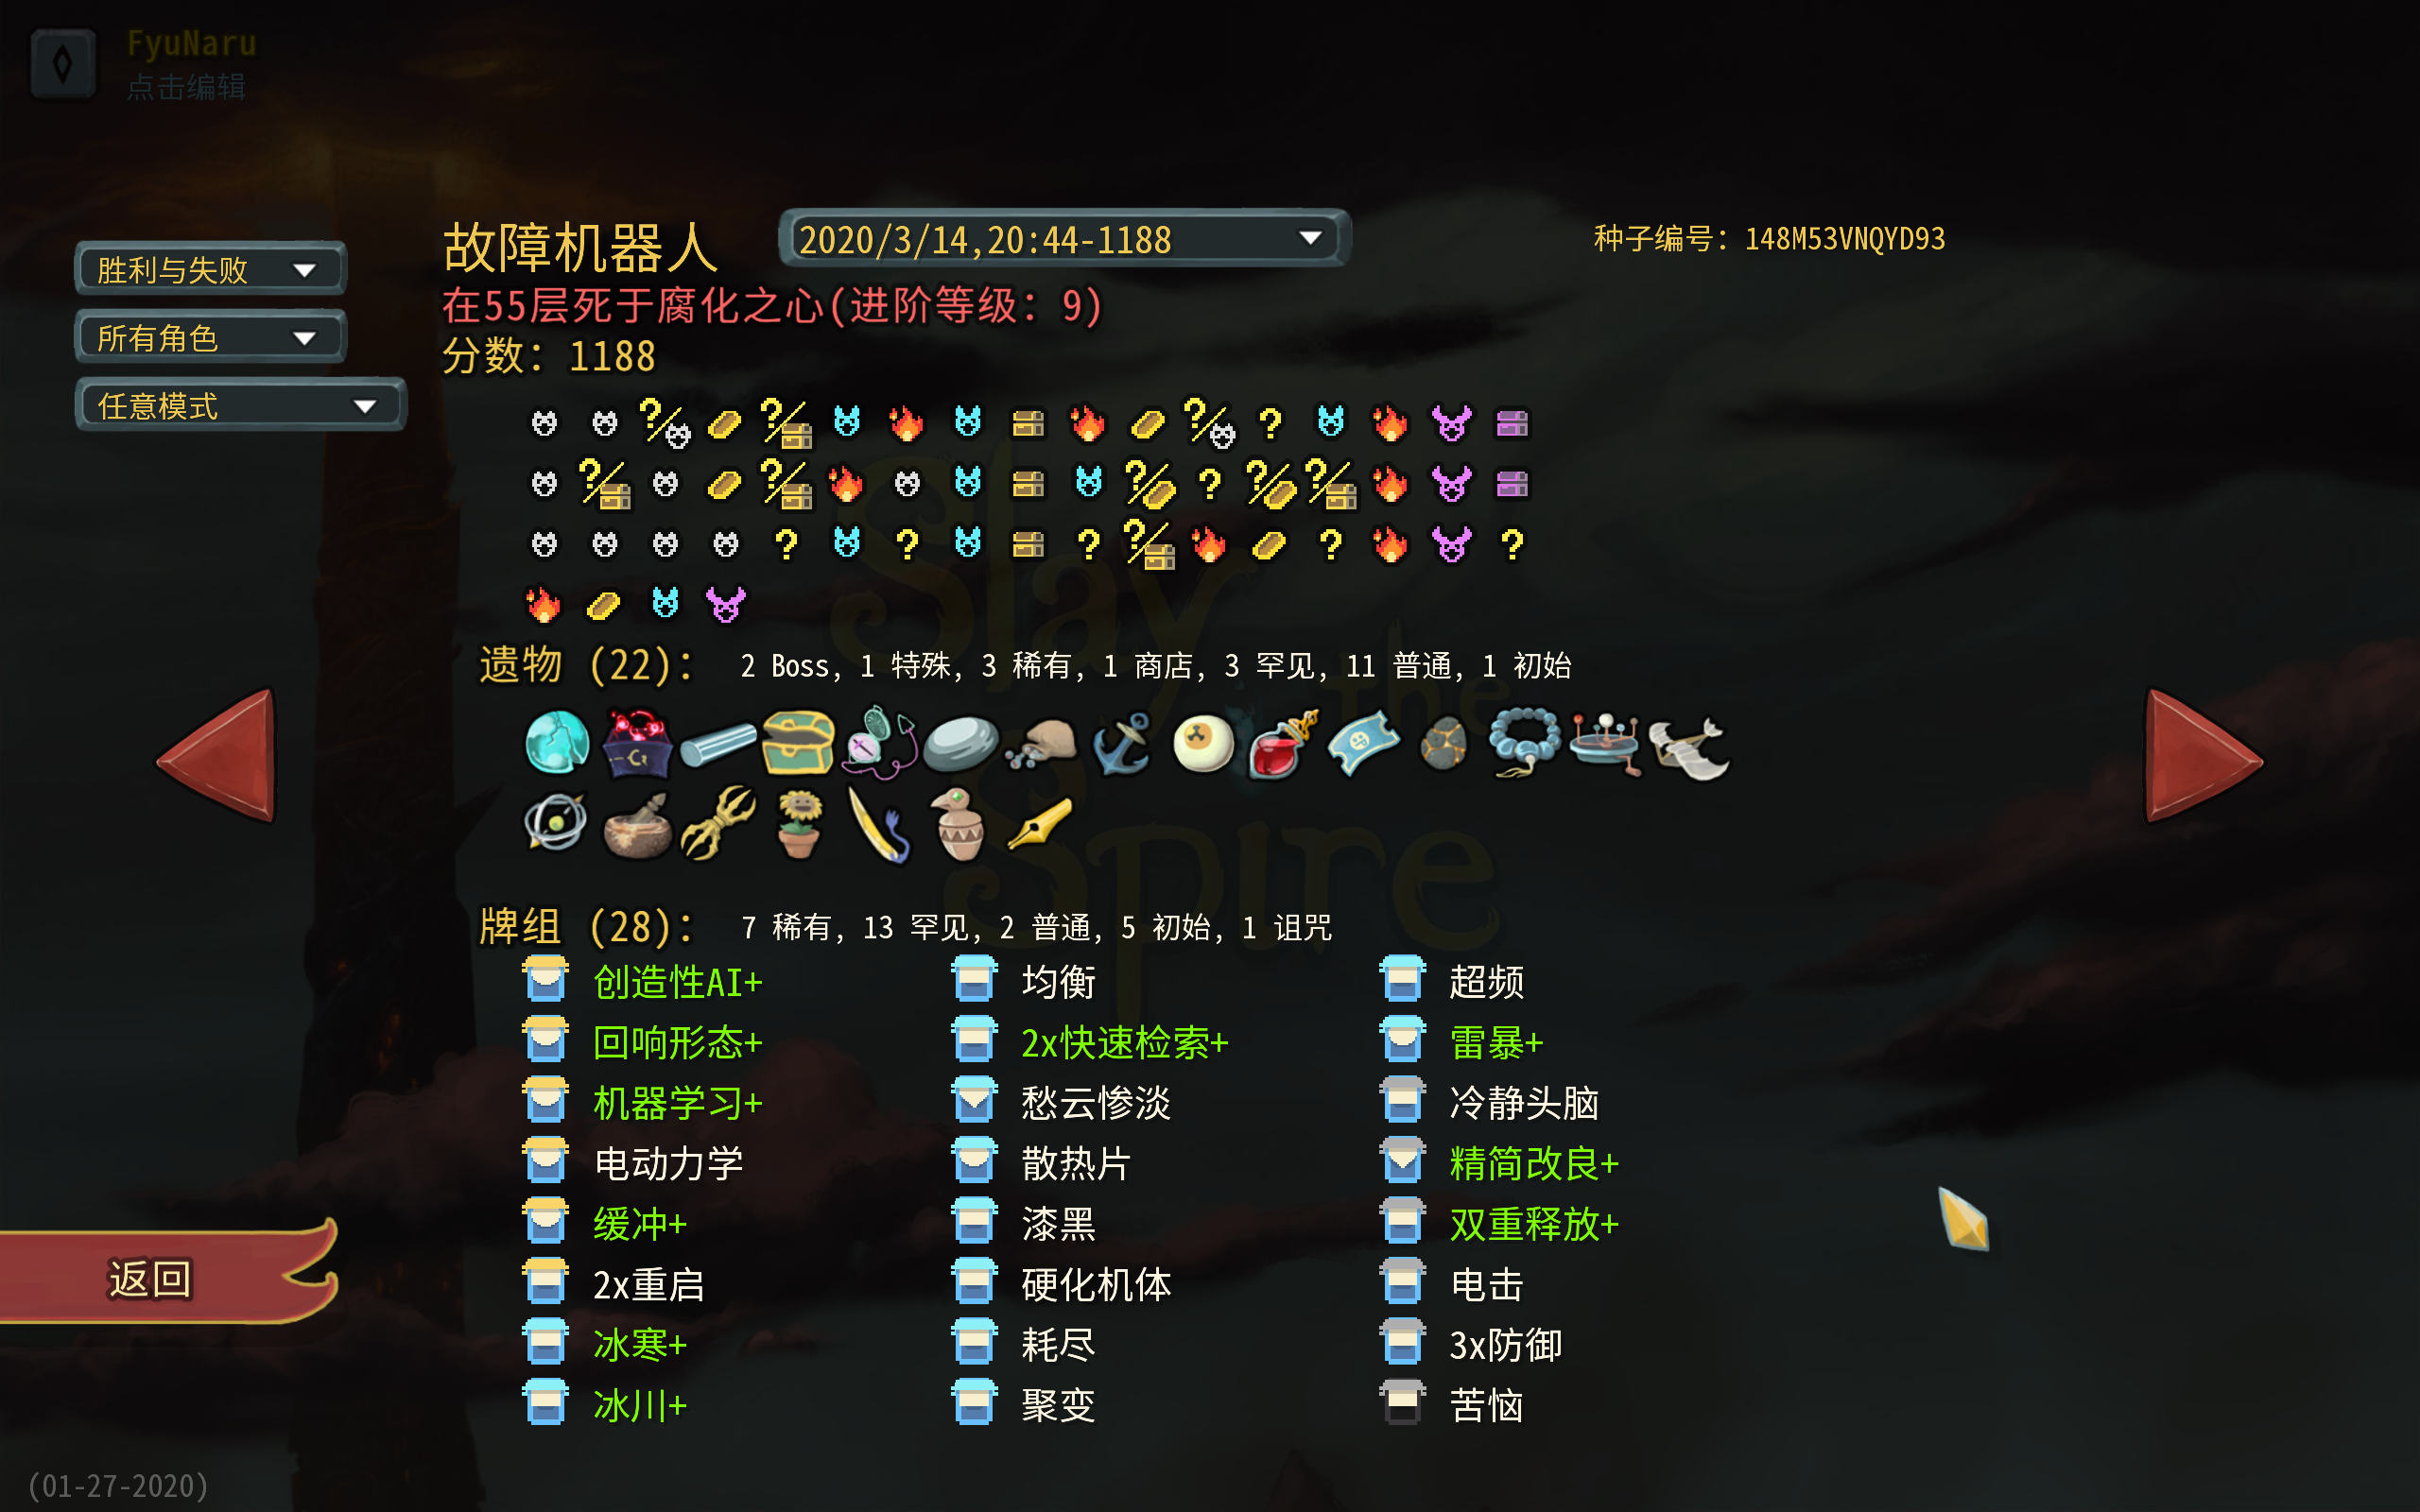 FyuNaru
点击编辑
故障机器人
2020/3/14,20:44-1188
种子编号: 148M53VNQYD93
胜利与失败
所有角色
任意模式
在55层死于腐化之心(进阶等级: 9)
分数: 1188
遗物 (22): 2 Boss, 1 特殊, 3 稀有, 1 商店, 3 罕见, 11 普通, 1 初始
Slay
the
Spire
牌组 (28): 7 稀有, 13 罕见, 2 普通, 5 初始, 1 诅咒
创造性AI+ 均衡 超频
回响形态+ 2x快速检索+ 雷暴+
机器学习+ 愁云惨淡 冷静头脑
电动力学 散热片 精简改良+
缓冲+ 漆黑 双重释放+
2x重启 硬化机体 电击
冰寒+ 耗尽 3x防御
冰川+ 聚变 苦恼
返回
(01-27-2020)